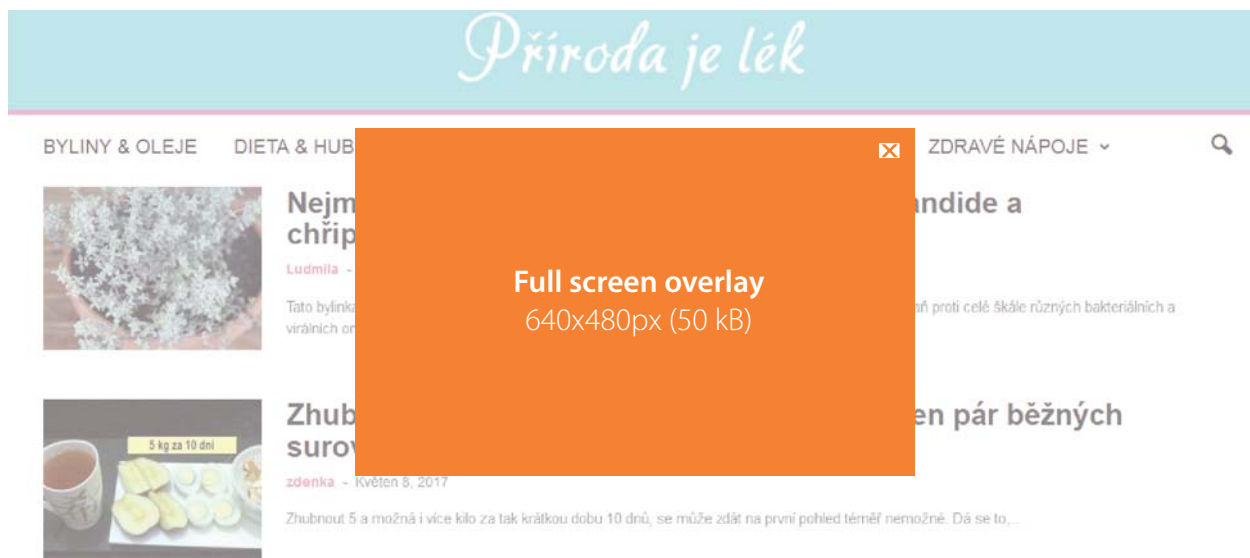 Příroda je lék
BYLINY & OLEJE DIETA & HUB ZDRAVÉ NÁPOJE
Nejm andide a
chřip
Ludmila -
Full screen overlay
640x480px (50 kB)
Tato bylink aň proti celé škále různých bakteriálních a
virálních
5 kg za 10 dní
Zhub en pár běžných
surov
zdenka - Květen 8, 2017
Zhubnout 5 a možná i více kilo za tak krátkou dobu 10 dnů, se může zdát na první pohled téměř nemožné. Dá se to,...